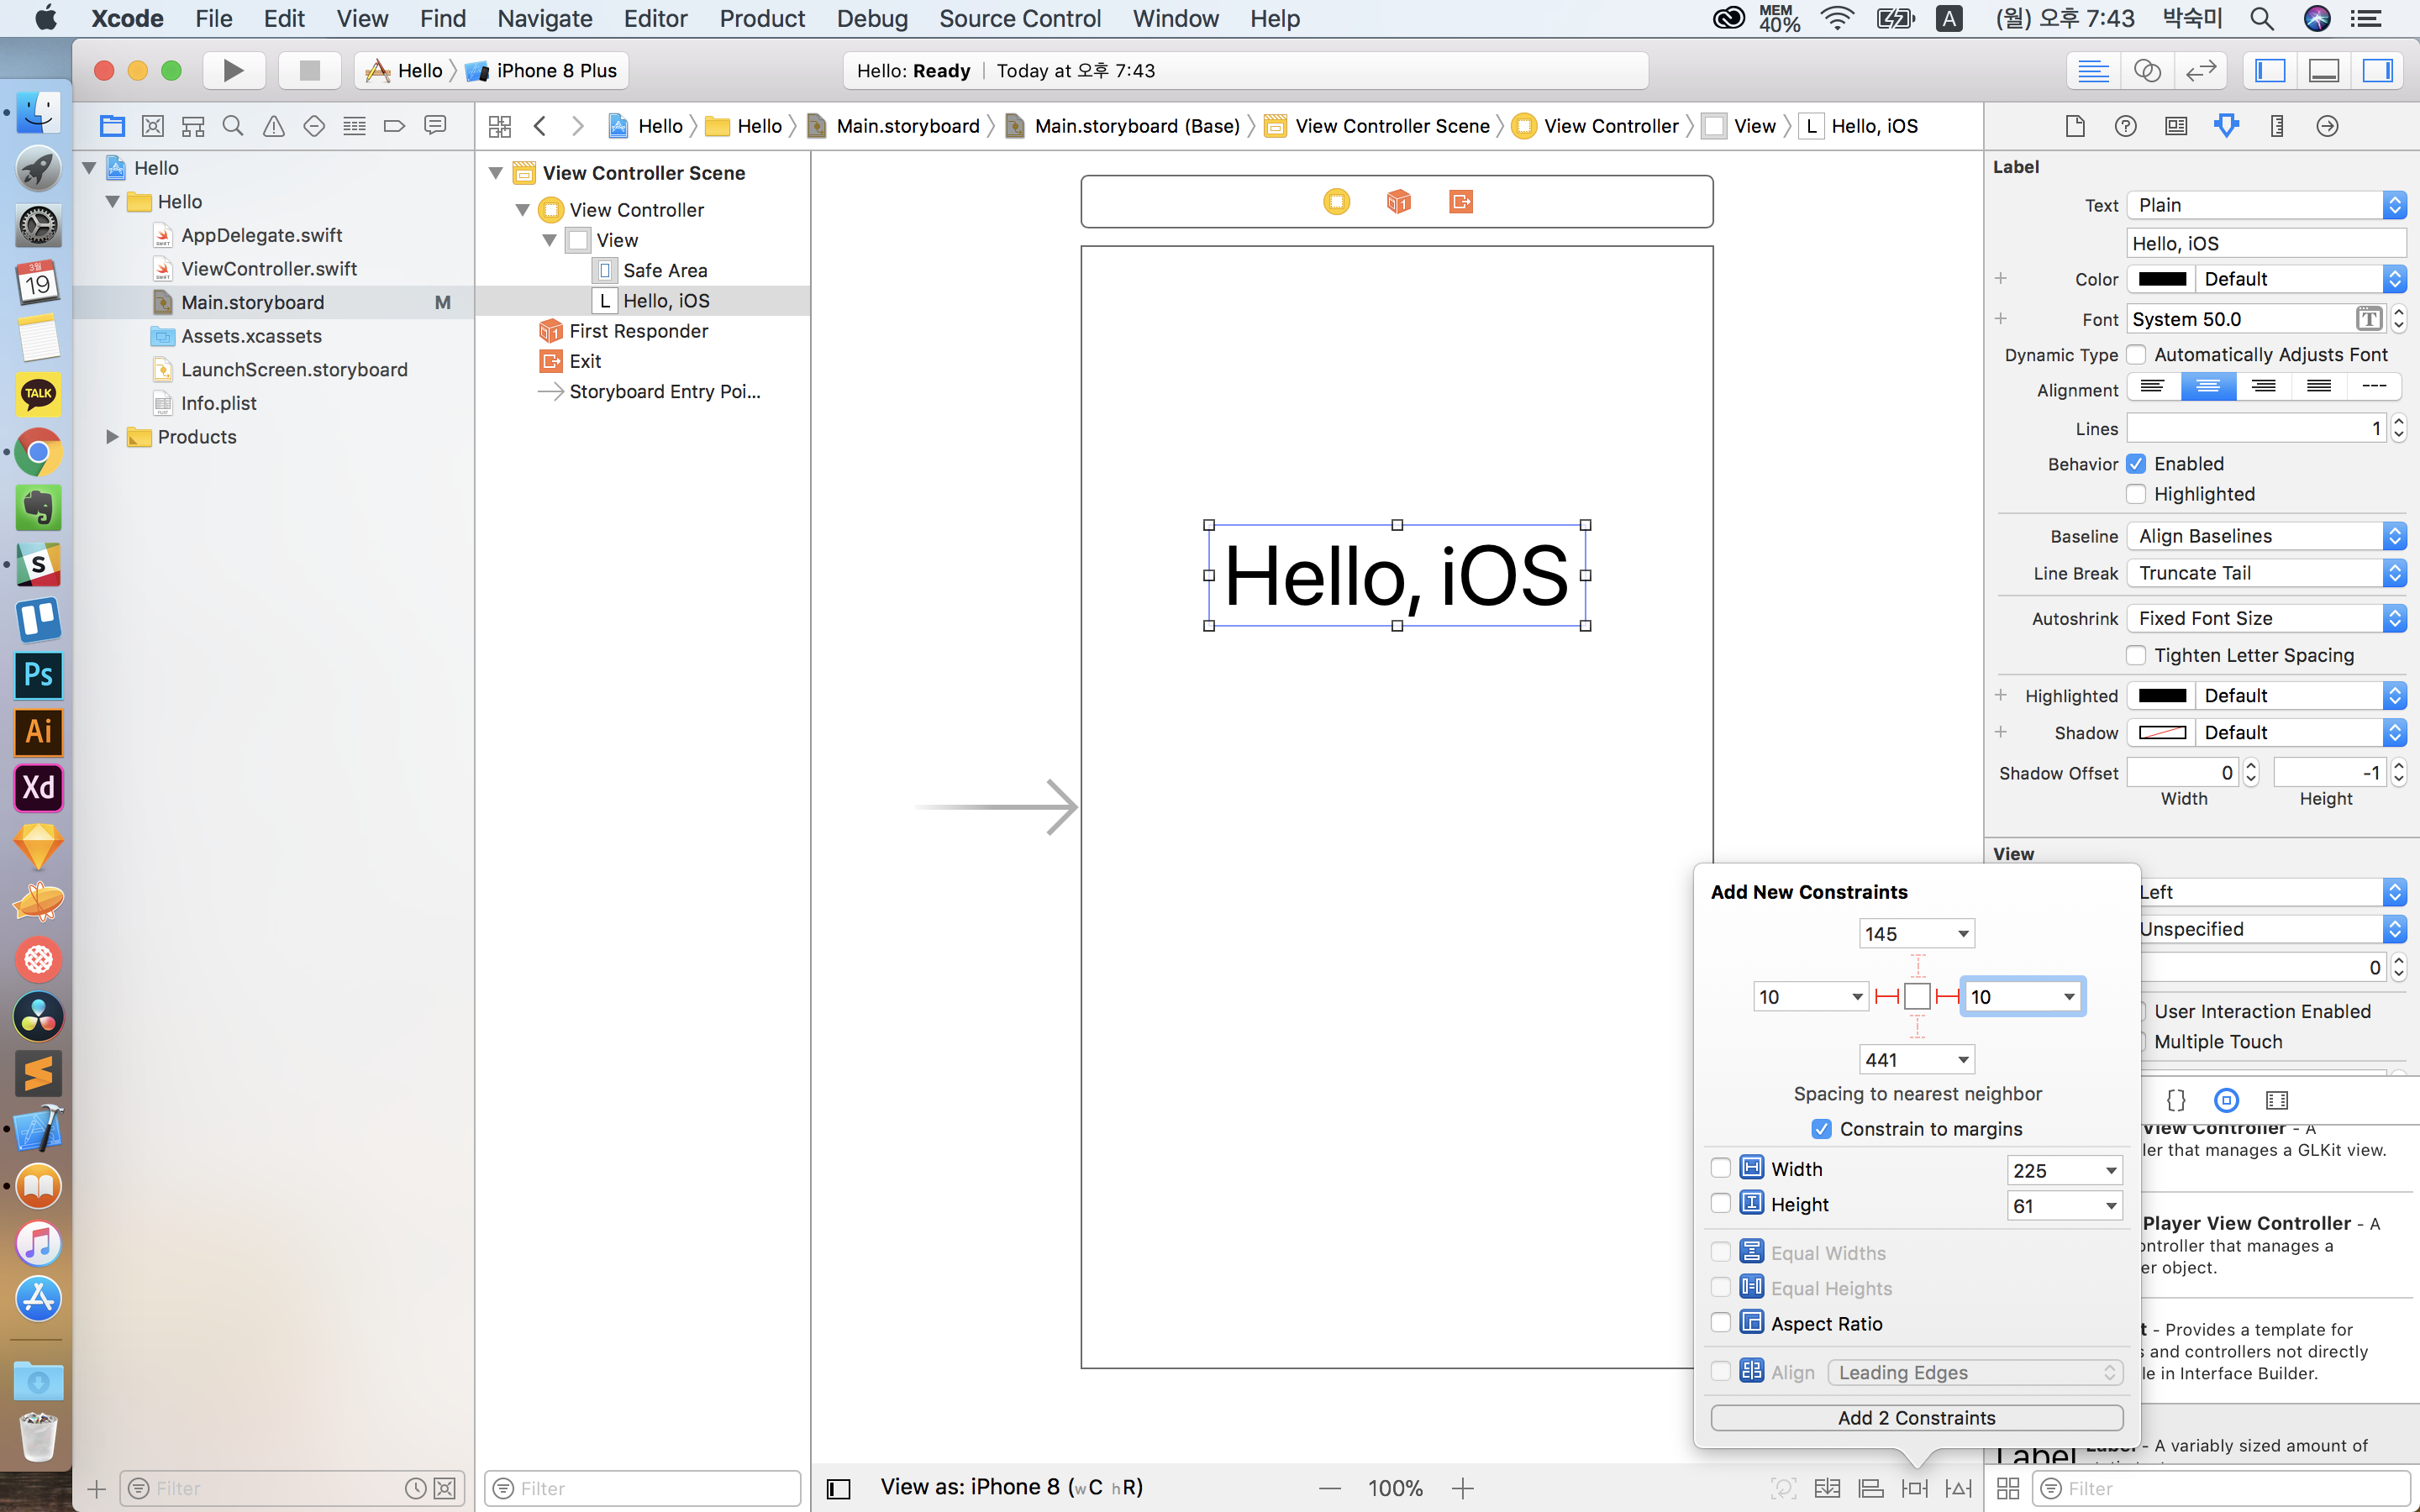 Xcode File Edit View Find Navigate Editor Product Debug Source Control Window Help MEM 40% A (월) 오후 7:43 박숙미
Hello iPhone 8 Plus Hello: Ready Today at 오후 7:43
Hello Hello Main.storyboard Main.storyboard (Base) View Controller Scene View Controller View L Hello, iOS
19
TALK
S
Ps
Ai
Xd
Hello
Hello
AppDelegate.swift
ViewController.swift
Main.storyboard M
Assets.xcassets
LaunchScreen.storyboard
Info.plist
Products
Filter
View Controller Scene
View Controller
View
Safe Area
L Hello, iOS
First Responder
Exit
Storyboard Entry Poi...
Filter
Hello, iOS
View as: iPhone 8 (wC hR) 100%
Label
Text Plain
Hello, iOS
Color Default
Font System 50.0 T
Dynamic Type Automatically Adjusts Font
Alignment
Lines 1
Behavior Enabled
Highlighted
Baseline Align Baselines
Line Break Truncate Tail
Autoshrink Fixed Font Size
Tighten Letter Spacing
Highlighted Default
Shadow Default
Shadow Offset 0 -1
Width Height
View
Left
Unspecified
0
User Interaction Enabled
Multiple Touch
Add New Constraints
145
10 10
441
Spacing to nearest neighbor
Constrain to margins
Width 225
Height 61
Equal Widths
Equal Heights
Aspect Ratio
Align Leading Edges
Add 2 Constraints
View Controller - A
ler that manages a GLKit view.
Player View Controller - A
ontroller that manages a
er object.
t - Provides a template for
s and controllers not directly
le in Interface Builder.
Label Label - A variably sized amount of
Filter